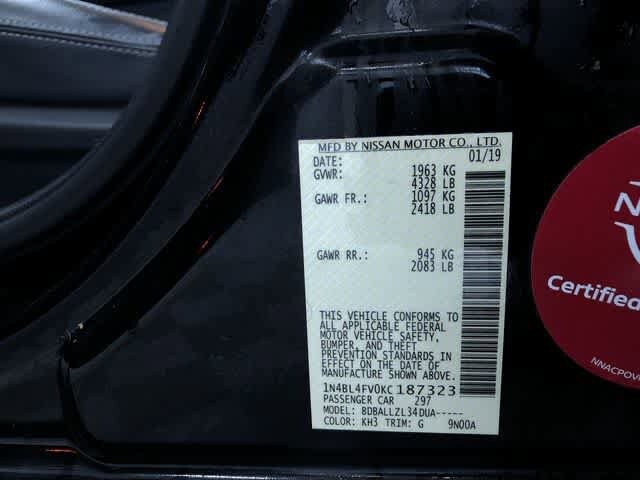 MFD BY NISSAN MOTOR CO., LTD.
DATE: 01/19
GVWR: 1963 KG
4328 LB
GAWR FR.: 1097 KG
2418 LB
GAWR RR.: 945 KG
2083 LB
THIS VEHICLE CONFORMS TO
ALL APPLICABLE FEDERAL
MOTOR VEHICLE SAFETY,
BUMPER, AND THEFT
PREVENTION STANDARDS IN
EFFECT ON THE DATE OF
MANUFACTURE SHOWN ABOVE.
1N4BL4FV0KC187323
PASSENGER CAR 297
MODEL: BDBALLZL34DUA-----
COLOR: KH3 TRIM: G 9N00A
N
Certified
NNACPOV